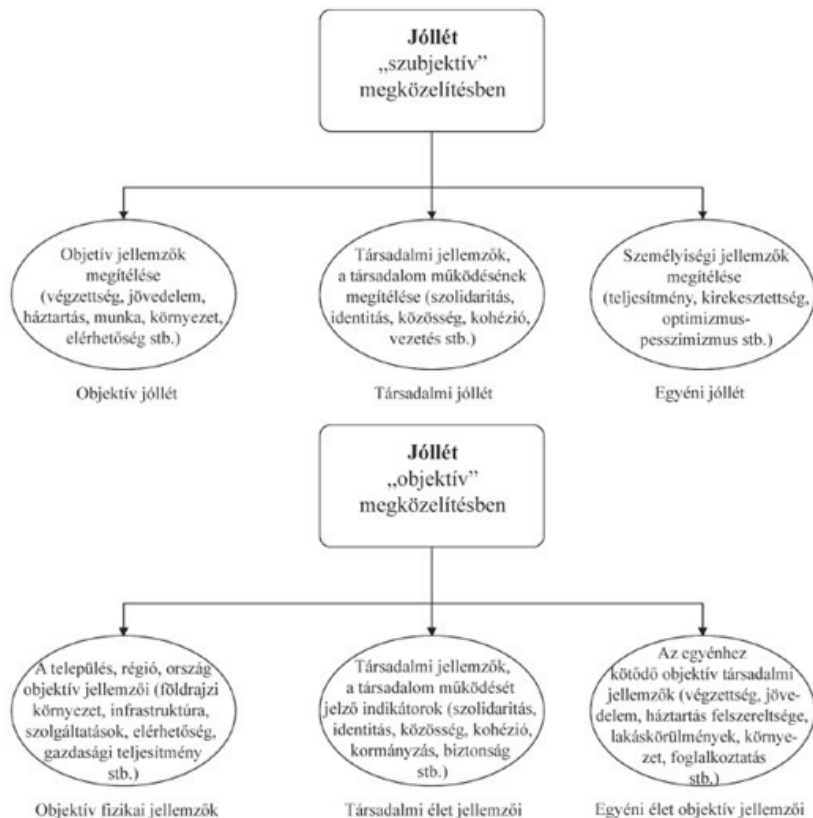 Jóllét
„szubjektív”
megközelítésben
Objetív jellemzők
megítélése
(végzettség, jövedelem,
háztartás, munka, környezet,
elérhetőség stb.)
Objektív jóllét
Társadalmi jellemzők,
a társadalom működésének
megítélése (szolidaritás,
identitás, közösség, kohézió,
vezetés stb.)
Társadalmi jóllét
Személyiségi jellemzők
megítélése
(teljesítmény, kirekesztettség,
optimizmus-
pesszimizmus stb.)
Egyéni jóllét
Jóllét
„objektív”
megközelítésben
A település, régió, ország
objektív jellemzői (földrajzi
környezet, infrastruktúra,
szolgáltatások, elérhetőség,
gazdasági teljesítmény
stb.)
Objektív fizikai jellemzők
Társadalmi jellemzők,
a társadalom működését
jelző indikátorok (szolidaritás,
identitás, közösség, kohézió,
kormányzás, biztonság
stb.)
Társadalmi élet jellemzői
Az egyénhez
kötődő objektív társadalmi
jellemzők (végzettség, jöve-
delem, háztartás felszereltsége,
lakáskörülmények, környe-
zet, foglalkoztatás
stb.)
Egyéni élet objektív jellemzői